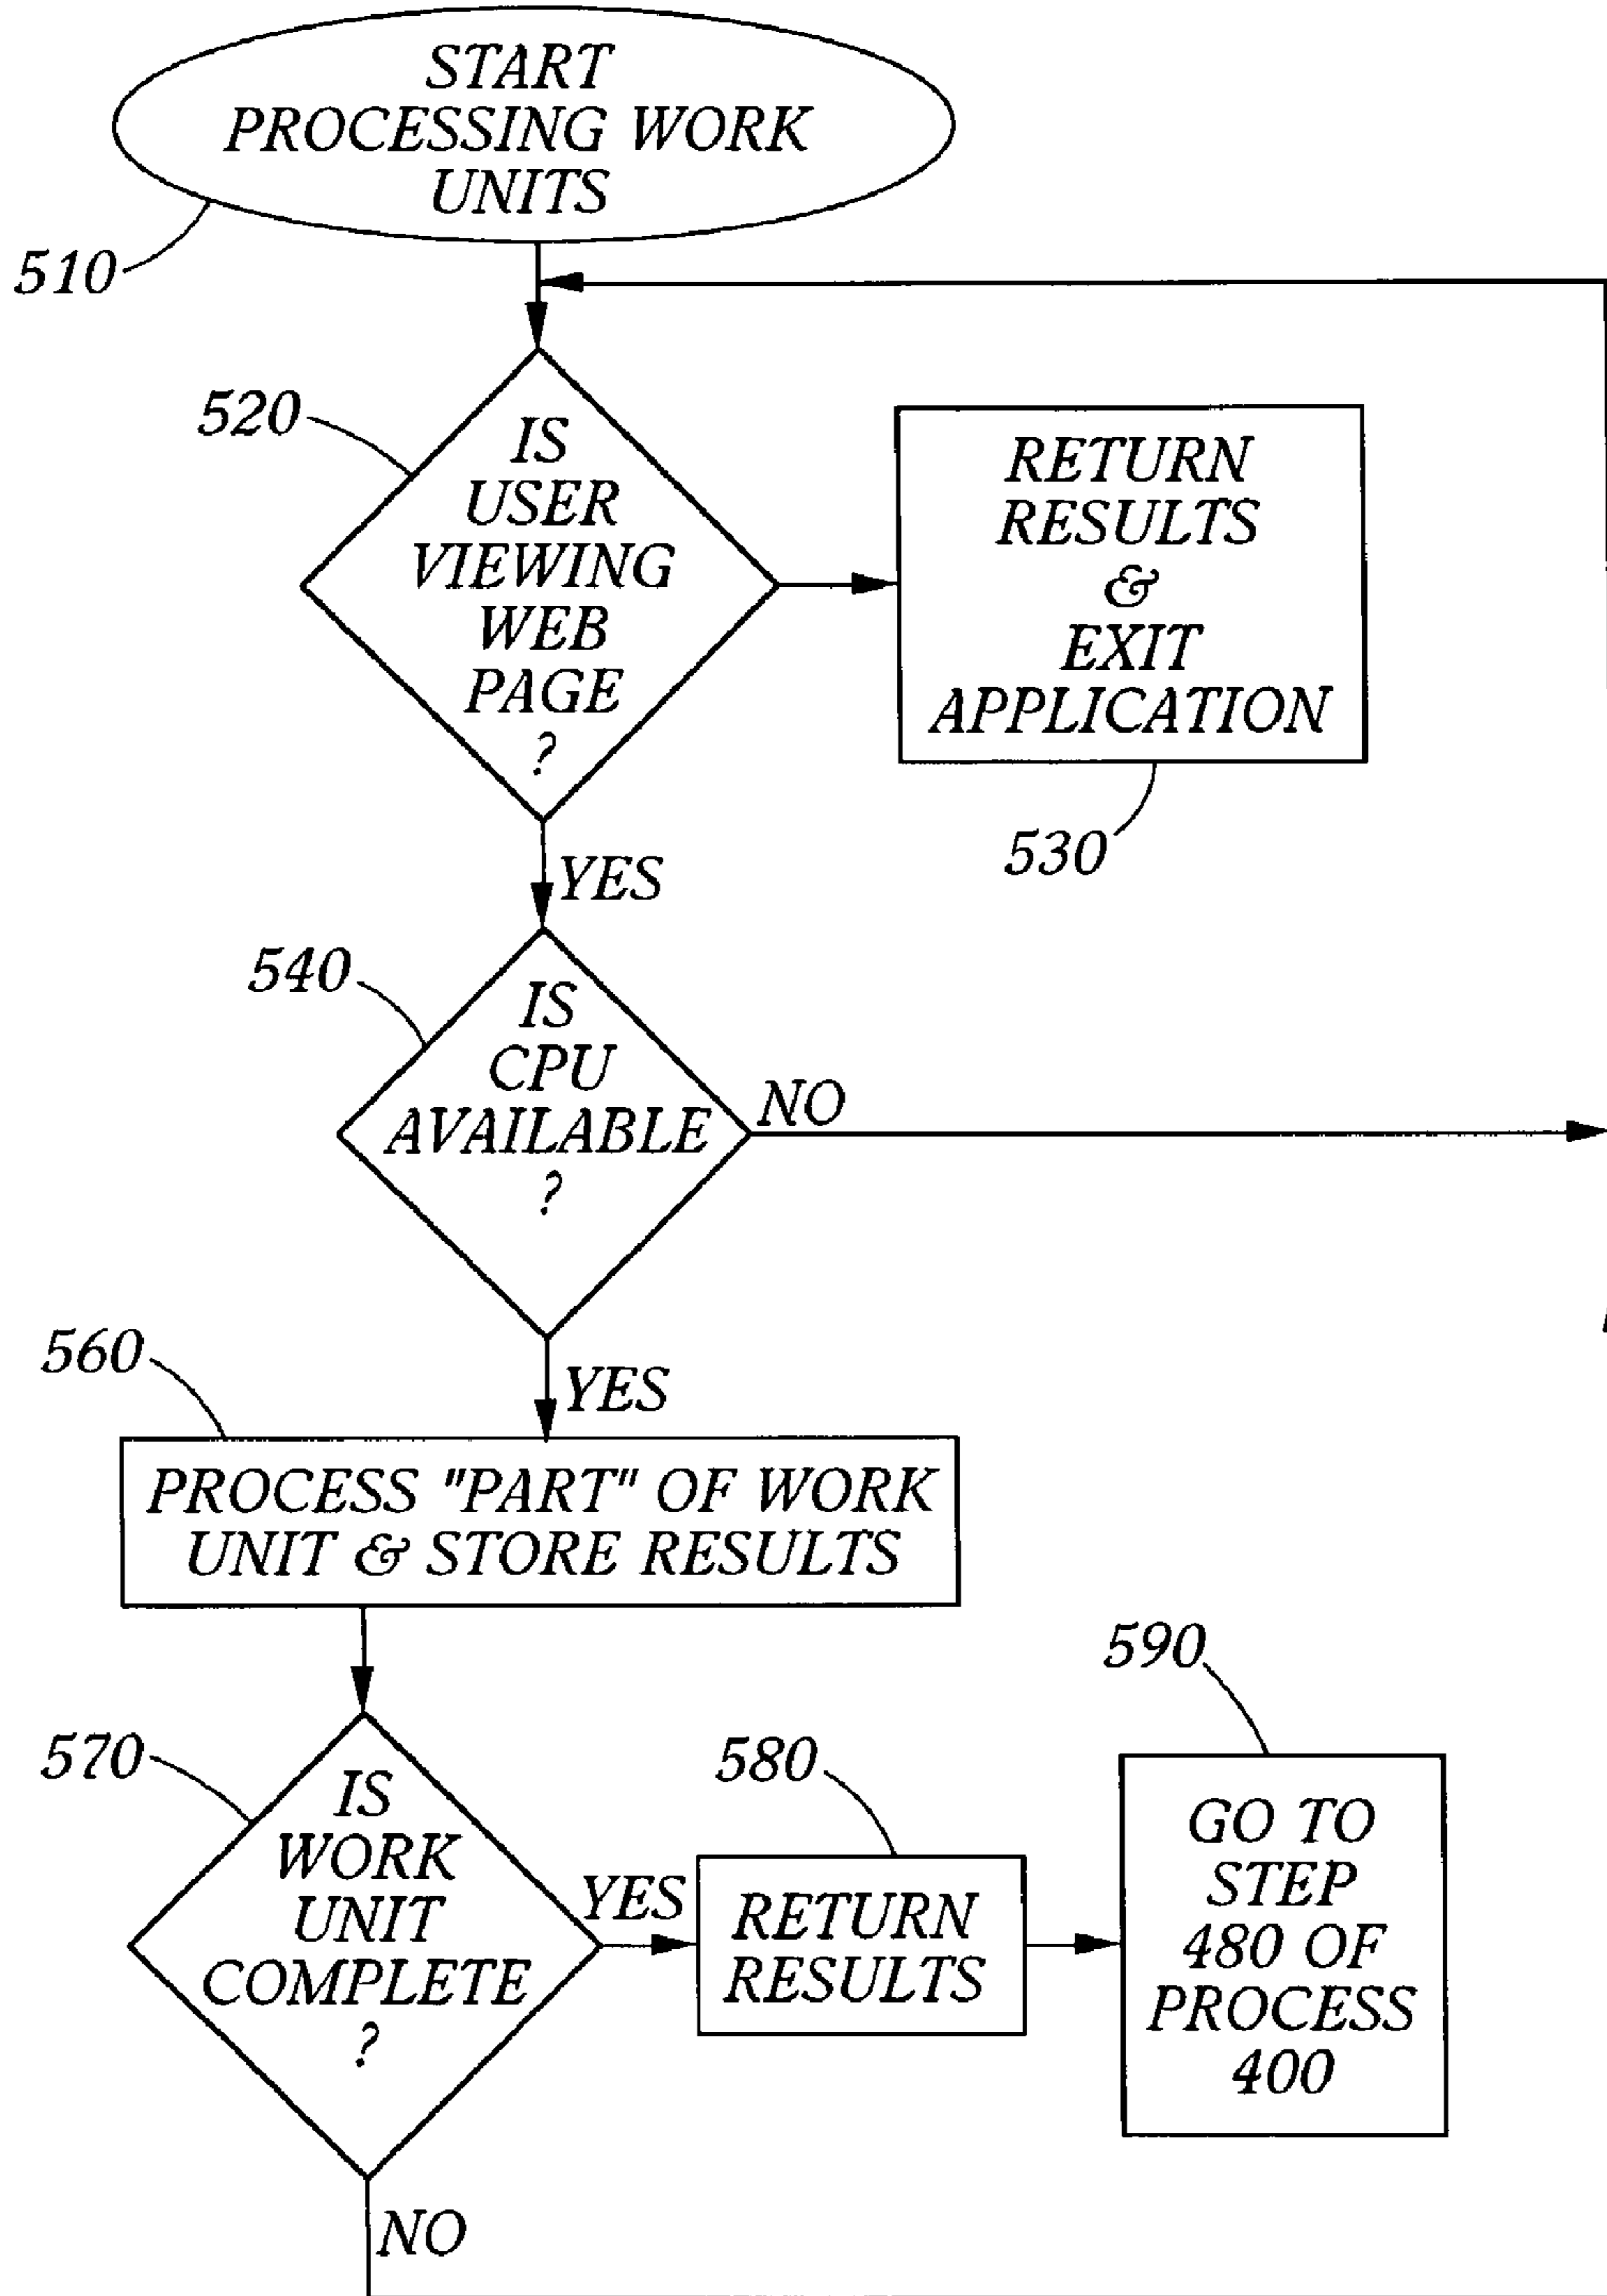 START
PROCESSING WORK
UNITS
510
520
IS
USER
VIEWING
WEB
PAGE
?
RETURN
RESULTS
&
EXIT
APPLICATION
530
YES
540
IS
CPU
AVAILABLE
?
NO
YES
560
PROCESS "PART" OF WORK
UNIT & STORE RESULTS
570
IS
WORK
UNIT
COMPLETE
?
YES
580
RETURN
RESULTS
590
GO TO
STEP
480 OF
PROCESS
400
NO